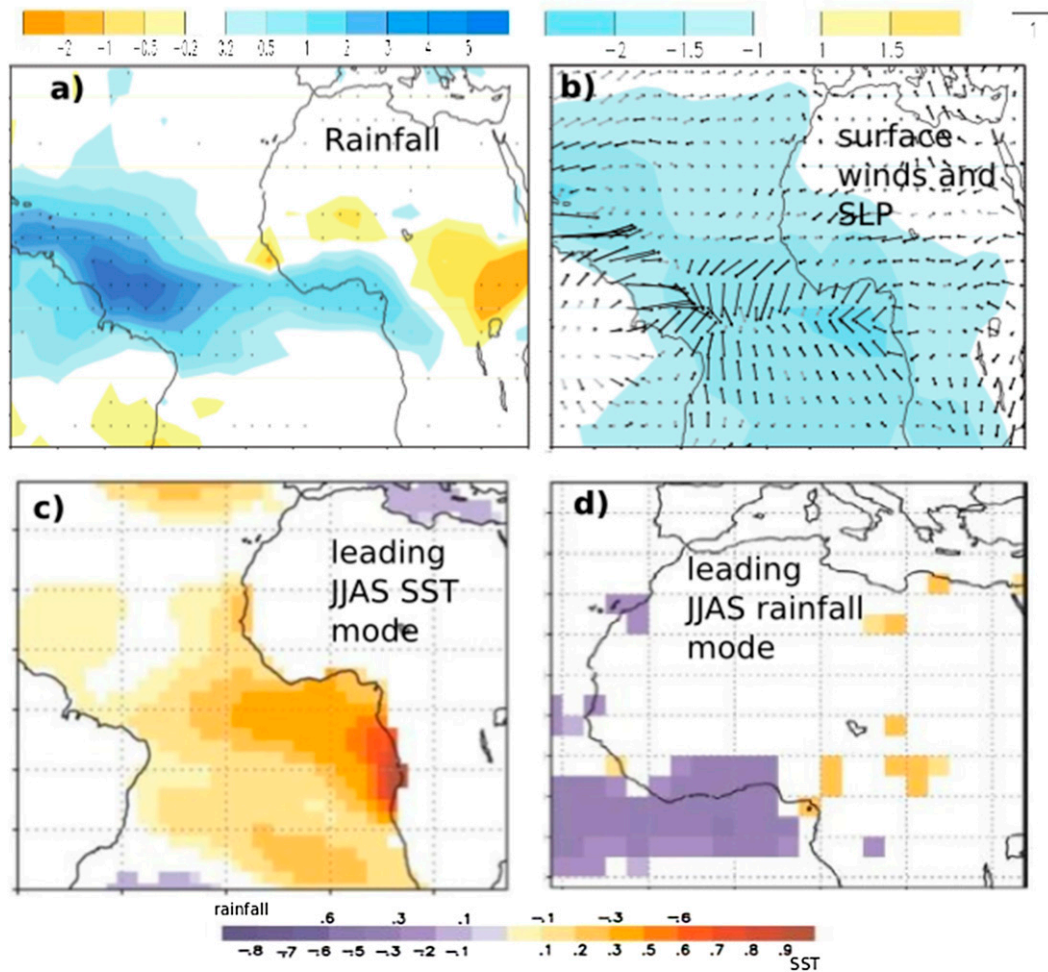 -2 -1 -0.5 -0.2 0.2 0.5 1 2 3 4 5 -2 -1.5 -1 1 1.5 1
a) Rainfall
b) surface
winds and
SLP
c) leading
JJAS SST
mode
d) leading
JJAS rainfall
mode
rainfall .6 .3 .1 -.1 -.3 -.6
-.8 -.7 -.6 -.5 -.3 -.2 -.1 .1 .2 .3 .5 .6 .7 .8 .9
SST